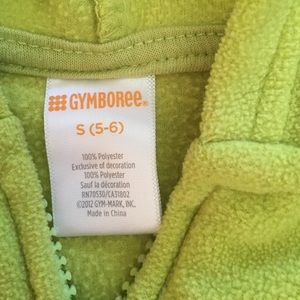 GYMBOREE®
S (5-6)
100% Polyester
Exclusive of decoration
100% Polyester
Sauf la décoration
RN70530/CA31802
©2012 GYM-MARK, INC.
Made in China